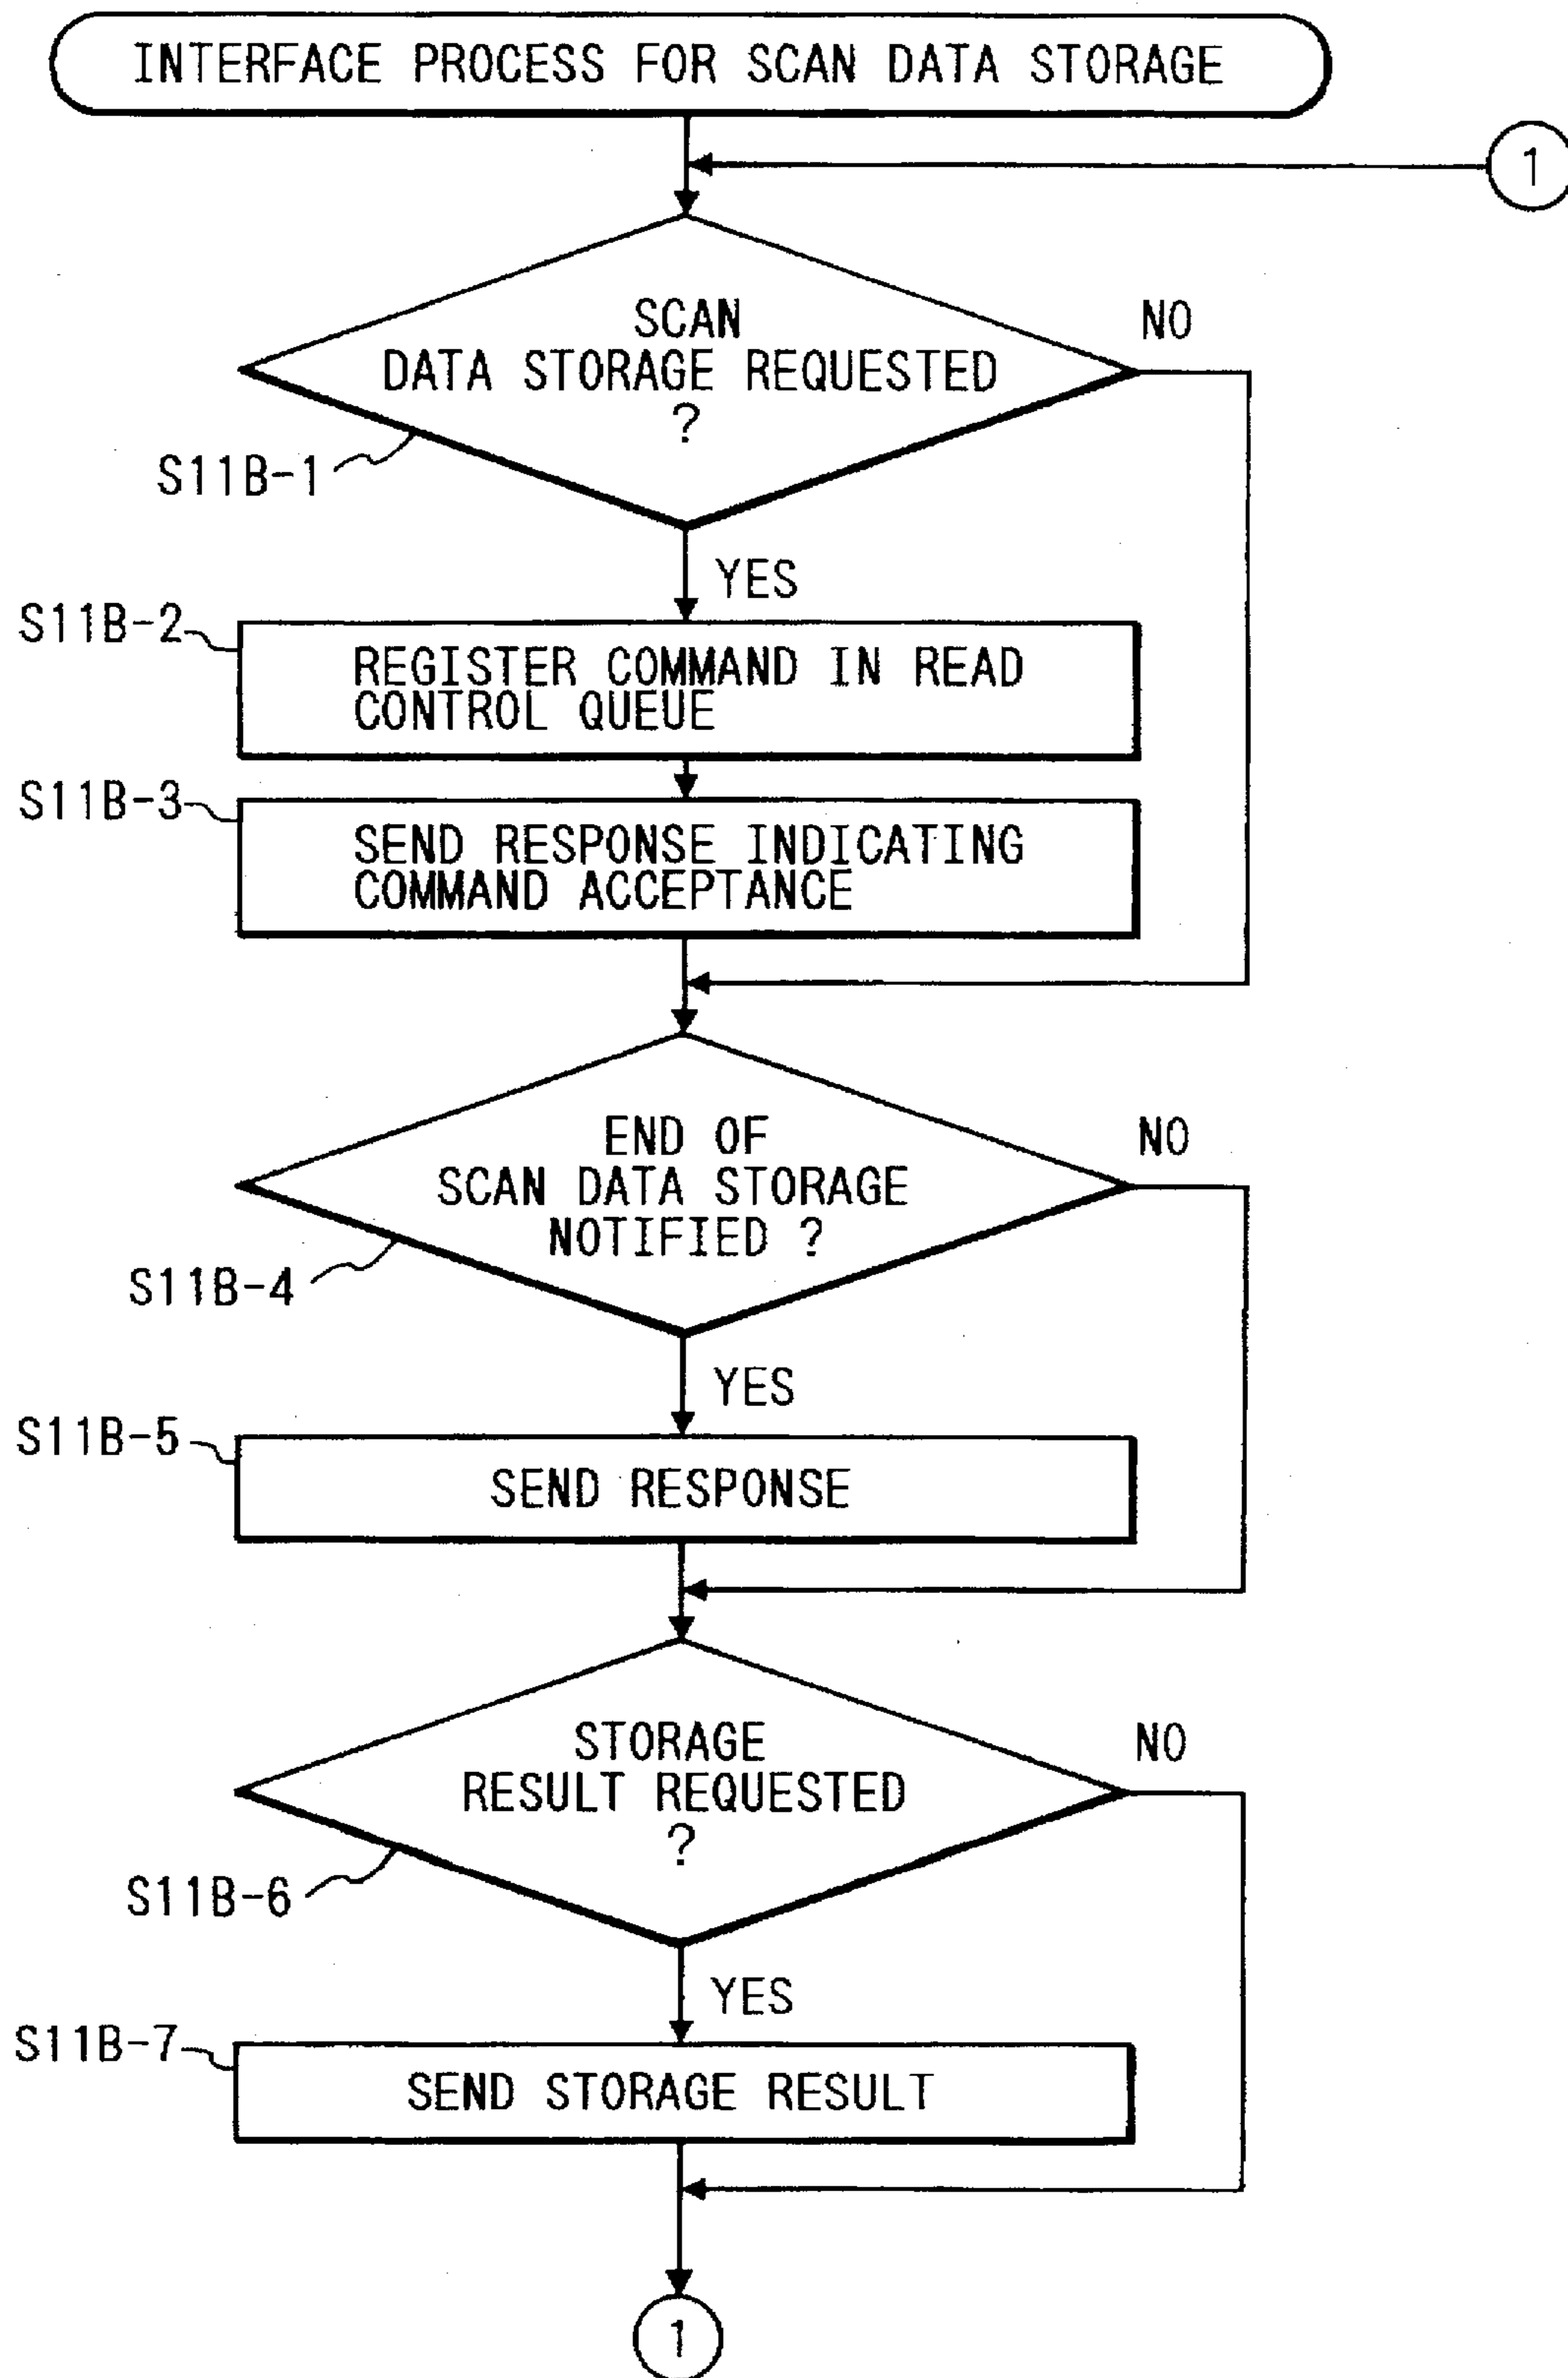 INTERFACE PROCESS FOR SCAN DATA STORAGE
1
SCAN
DATA STORAGE REQUESTED
?
NO
S11B-1
YES
S11B-2
REGISTER COMMAND IN READ
CONTROL QUEUE
S11B-3
SEND RESPONSE INDICATING
COMMAND ACCEPTANCE
END OF
SCAN DATA STORAGE
NOTIFIED ?
NO
S11B-4
YES
S11B-5
SEND RESPONSE
STORAGE
RESULT REQUESTED
?
NO
S11B-6
YES
S11B-7
SEND STORAGE RESULT
1